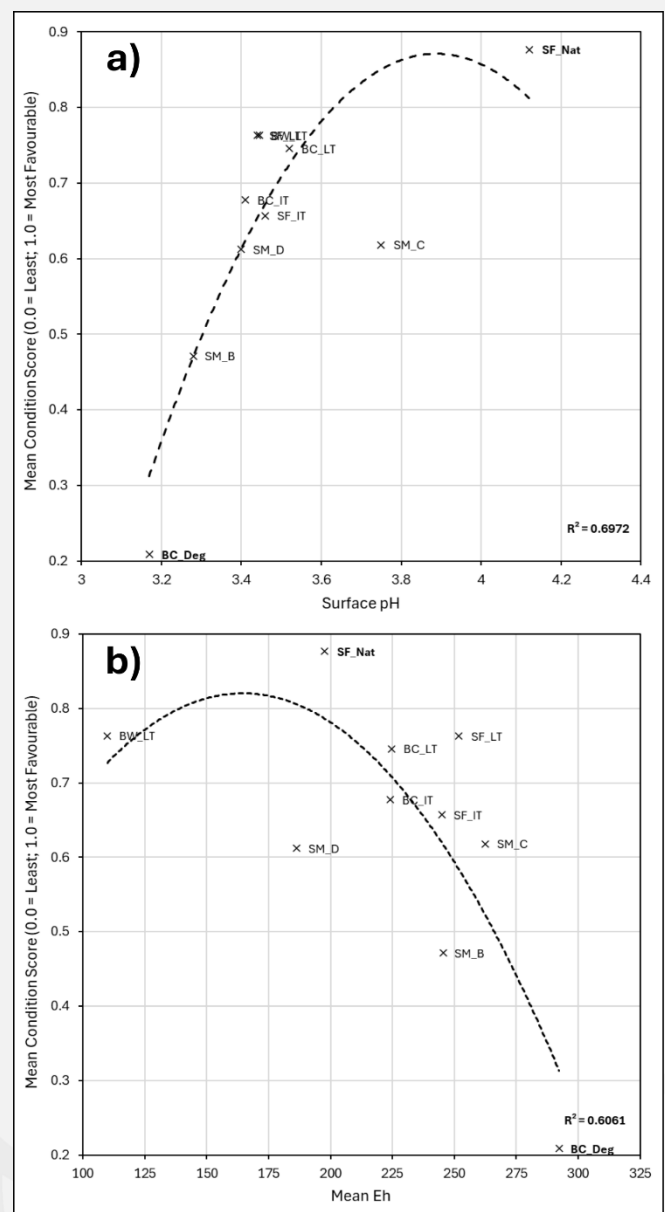 a)
Mean Condition Score (0.0 = Least; 1.0 = Most Favourable)
0.9
0.8
0.7
0.6
0.5
0.4
0.3
0.2
SF_Nat
BC_LT
BC_IT
SF_IT
SM_D
SM_C
SM_B
R² = 0.6972
BC_Deg
3 3.2 3.4 3.6 3.8 4 4.2 4.4
Surface pH
b)
Mean Condition Score (0.0 = Least; 1.0 = Most Favourable)
0.9
0.8
0.7
0.6
0.5
0.4
0.3
0.2
SF_Nat
BW_LT
SF_LT
BC_LT
BC_IT
SF_IT
SM_D
SM_C
SM_B
R² = 0.6061
BC_Deg
100 125 150 175 200 225 250 275 300 325
Mean Eh